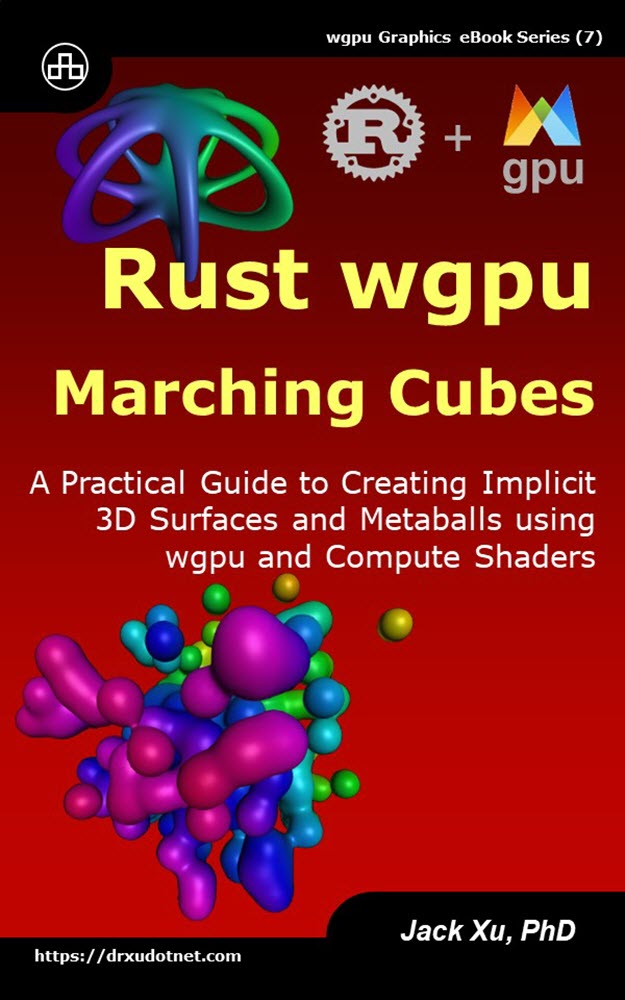 wgpu Graphics eBook Series (7)
R + gpu
Rust wgpu
Marching Cubes
A Practical Guide to Creating Implicit
3D Surfaces and Metaballs using
wgpu and Compute Shaders
Jack Xu, PhD
https://drxudotnet.com